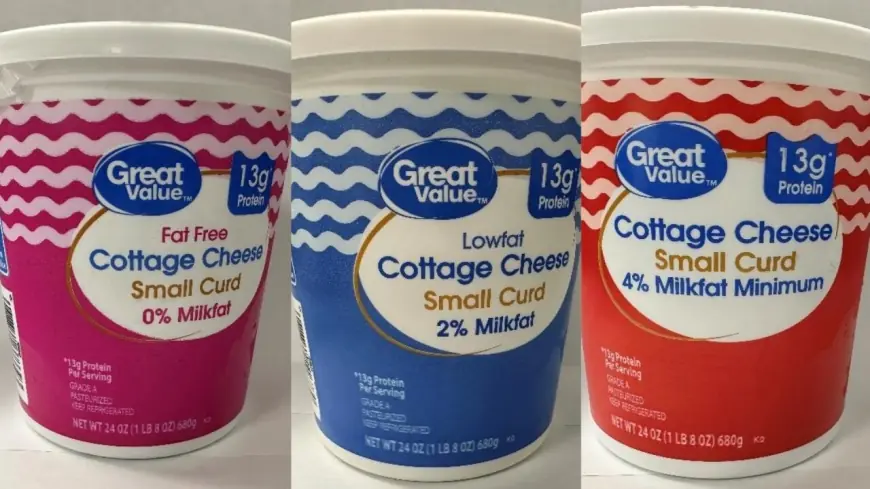 Great
Value™
13g*
Protein
Fat Free
Cottage Cheese
Small Curd
0% Milkfat
*13g Protein
Per Serving
GRADE A
PASTEURIZED
KEEP REFRIGERATED
NET WT 24 OZ (1 LB 8 OZ) 680g
Great
Value™
13g*
Protein
Lowfat
Cottage Cheese
Small Curd
2% Milkfat
*13g Protein
Per Serving
GRADE A
PASTEURIZED
KEEP REFRIGERATED
NET WT 24 OZ (1 LB 8 OZ) 680g
Great
Value™
13g*
Protein
Cottage Cheese
Small Curd
4% Milkfat Minimum
*13g Protein
Per Serving
GRADE A
PASTEURIZED
KEEP REFRIGERATED
NET WT 24 OZ (1 LB 8 OZ) 680g